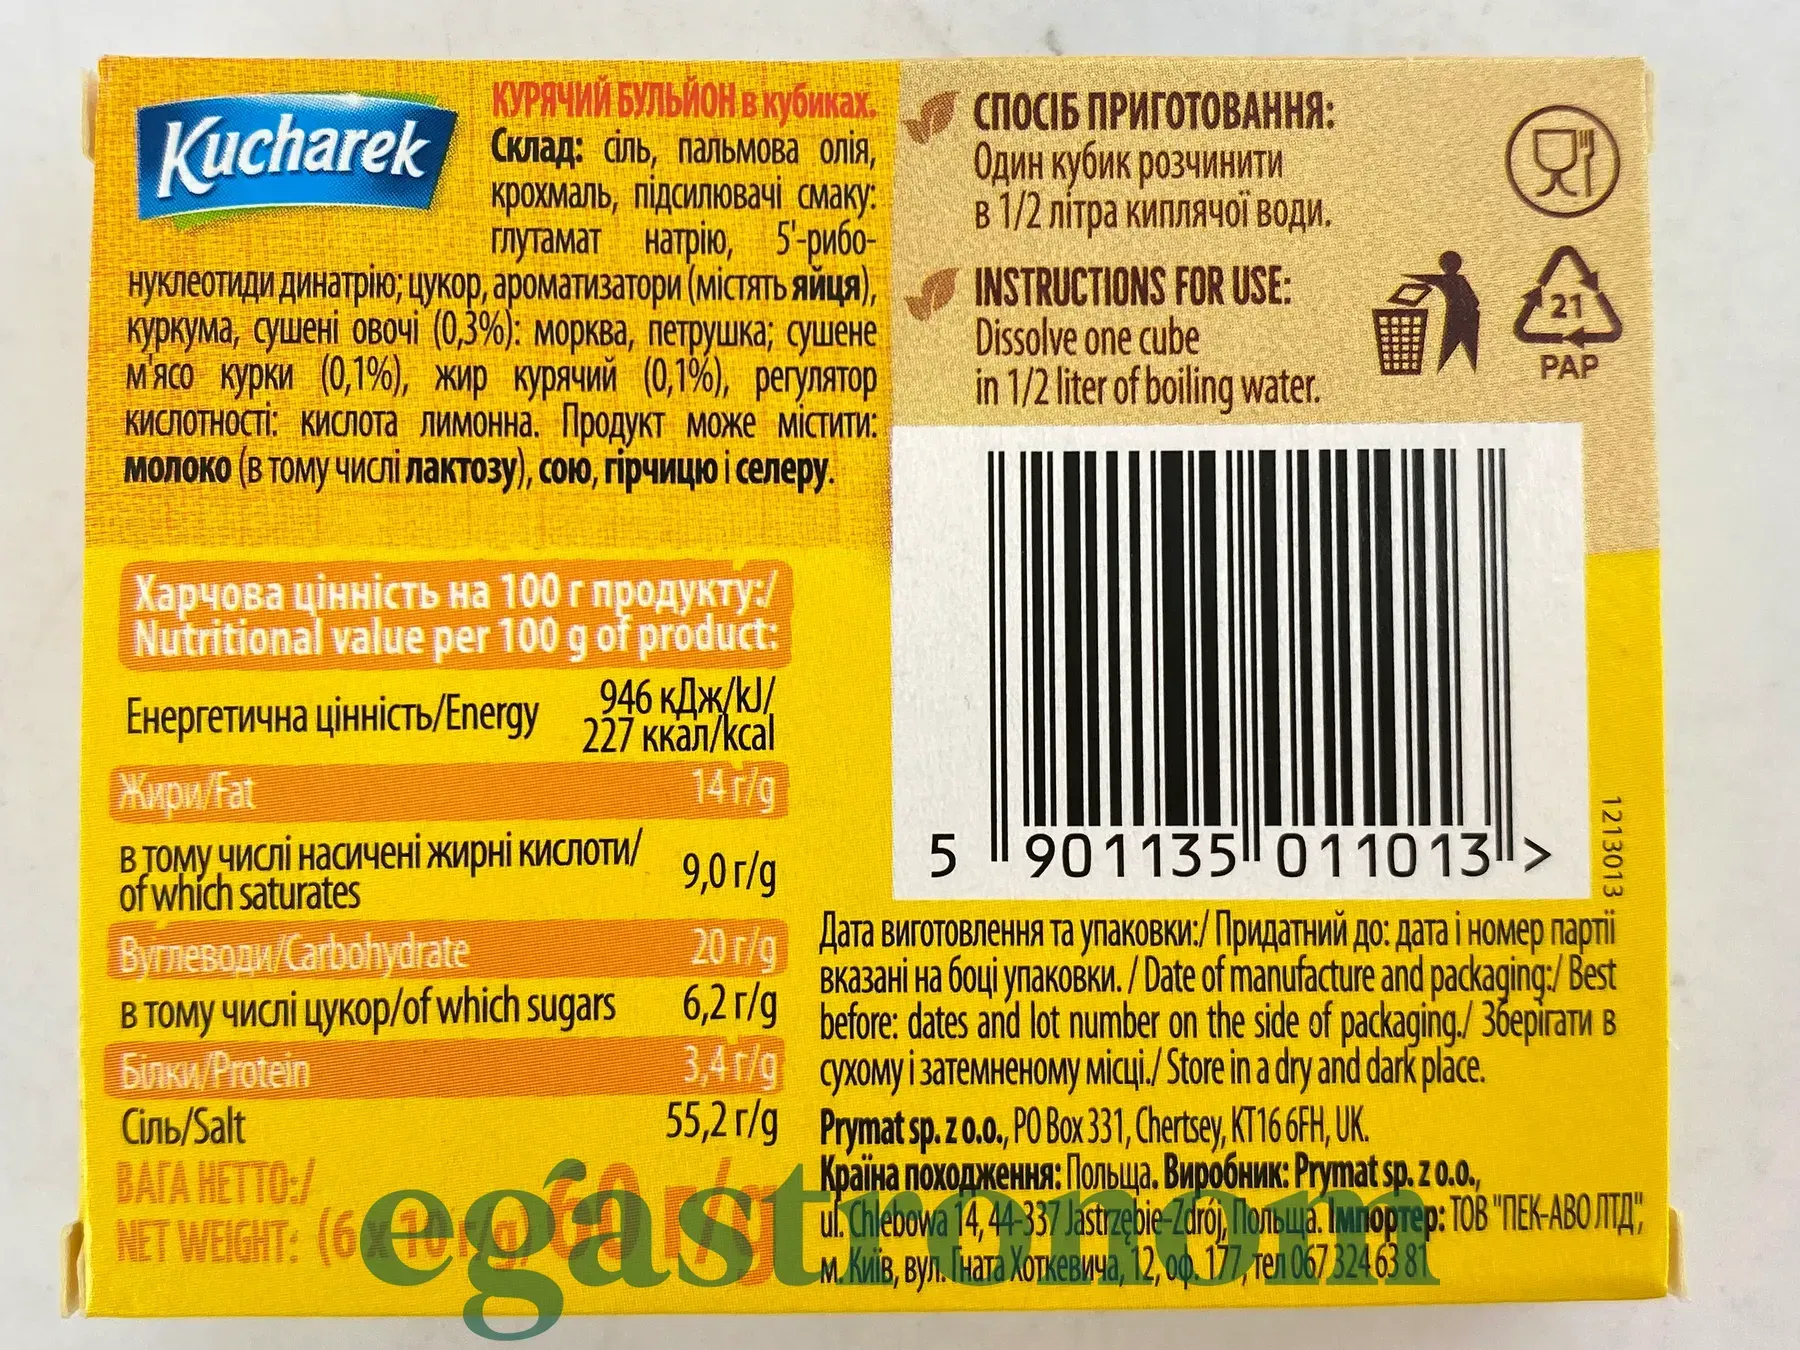 Kucharek
КУРЯЧИЙ БУЛЬЙОН в кубиках.
Склад: сіль, пальмова олія,
крохмаль, підсилювачі смаку:
глутамат натрію, 5'-рибо-
нуклеотиди динатрію; цукор, ароматизатори (містять яйця),
куркума, сушені овочі (0,3%): морква, петрушка; сушене
м'ясо курки (0,1%), жир курячий (0,1%), регулятор
кислотності: кислота лимонна. Продукт може містити:
молоко (в тому числі лактозу), сою, гірчицю і селеру.
Харчова цінність на 100 г продукту:/
Nutritional value per 100 g of product:
Енергетична цінність/Energy 946 кДж/kJ/
227 ккал/kcal
Жири/Fat 14 г/g
в тому числі насичені жирні кислоти/
of which saturates 9,0 г/g
Вуглеводи/Carbohydrate 20 г/g
в тому числі цукор/of which sugars 6,2 г/g
Білки/Protein 3,4 г/g
Сіль/Salt 55,2 г/g
ВАГА НЕТТО:/
NET WEIGHT: (6 x 10 г/g) 60 г/g
СПОСІБ ПРИГОТОВАННЯ:
Один кубик розчинити
в 1/2 літра киплячої води.
INSTRUCTIONS FOR USE:
Dissolve one cube
in 1/2 liter of boiling water.
21
PAP
5 901135 011013 >
1213013
Дата виготовлення та упаковки:/ Придатний до: дата і номер партії
вказані на боці упаковки. / Date of manufacture and packaging:/ Best
before: dates and lot number on the side of packaging./ Зберігати в
сухому і затемненому місці./ Store in a dry and dark place.
Prymat sp. z o.o., PO Box 331, Chertsey, KT16 6FH, UK.
Країна походження: Польща. Виробник: Prymat sp. z o.o.,
ul. Chlebowa 14, 44-337 Jastrzębie-Zdrój, Польща. Імпортер: ТОВ "ПЕК-АВО ЛТД",
м. Київ, вул. Гната Хоткевича, 12, оф. 177, тел 067 324 63 81
egastronom